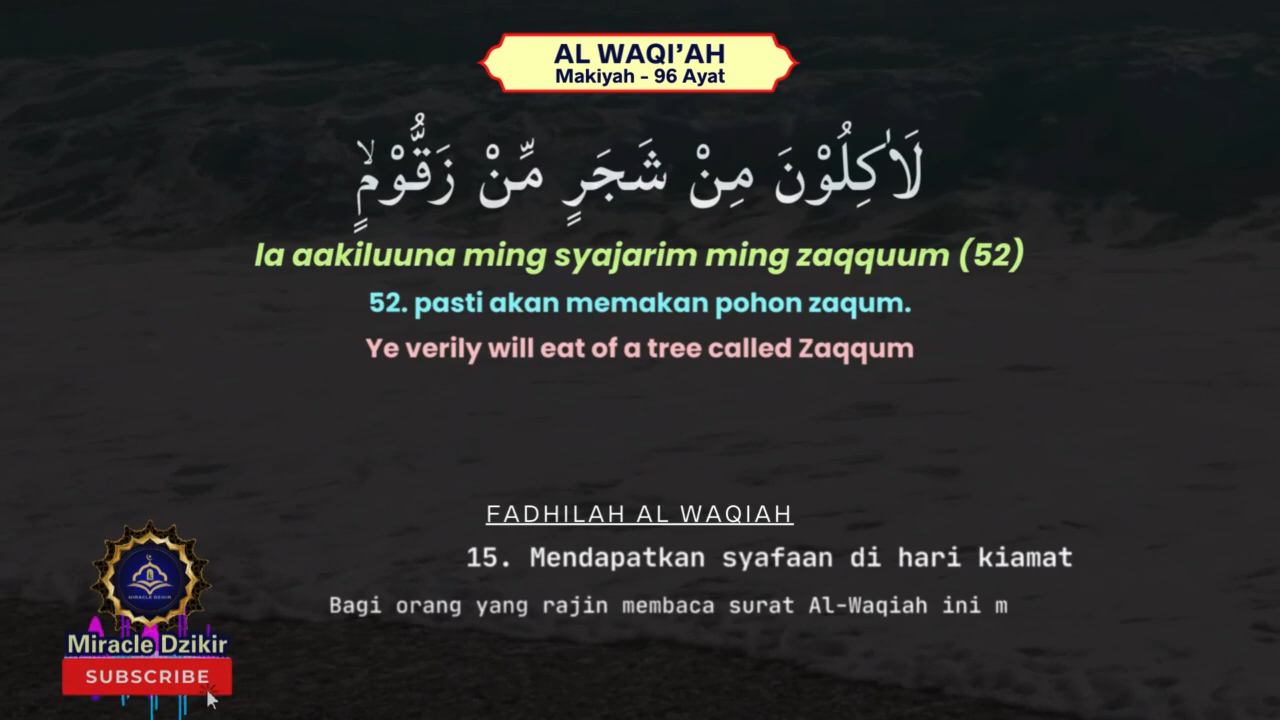 AL WAQI’AH
Makiyah - 96 Ayat
لَاٰكِلُوْنَ مِنْ شَجَرٍ مِّنْ زَقُّوْمٍۙ
la aakiluuna ming syajarim ming zaqquum (52)
52. pasti akan memakan pohon zaqum.
Ye verily will eat of a tree called Zaqqum
FADHILAH AL WAQIAH
15. Mendapatkan syafaan di hari kiamat
Bagi orang yang rajin membaca surat Al-Waqiah ini m
MIRACLE DZIKIR
Miracle Dzikir
SUBSCRIBE